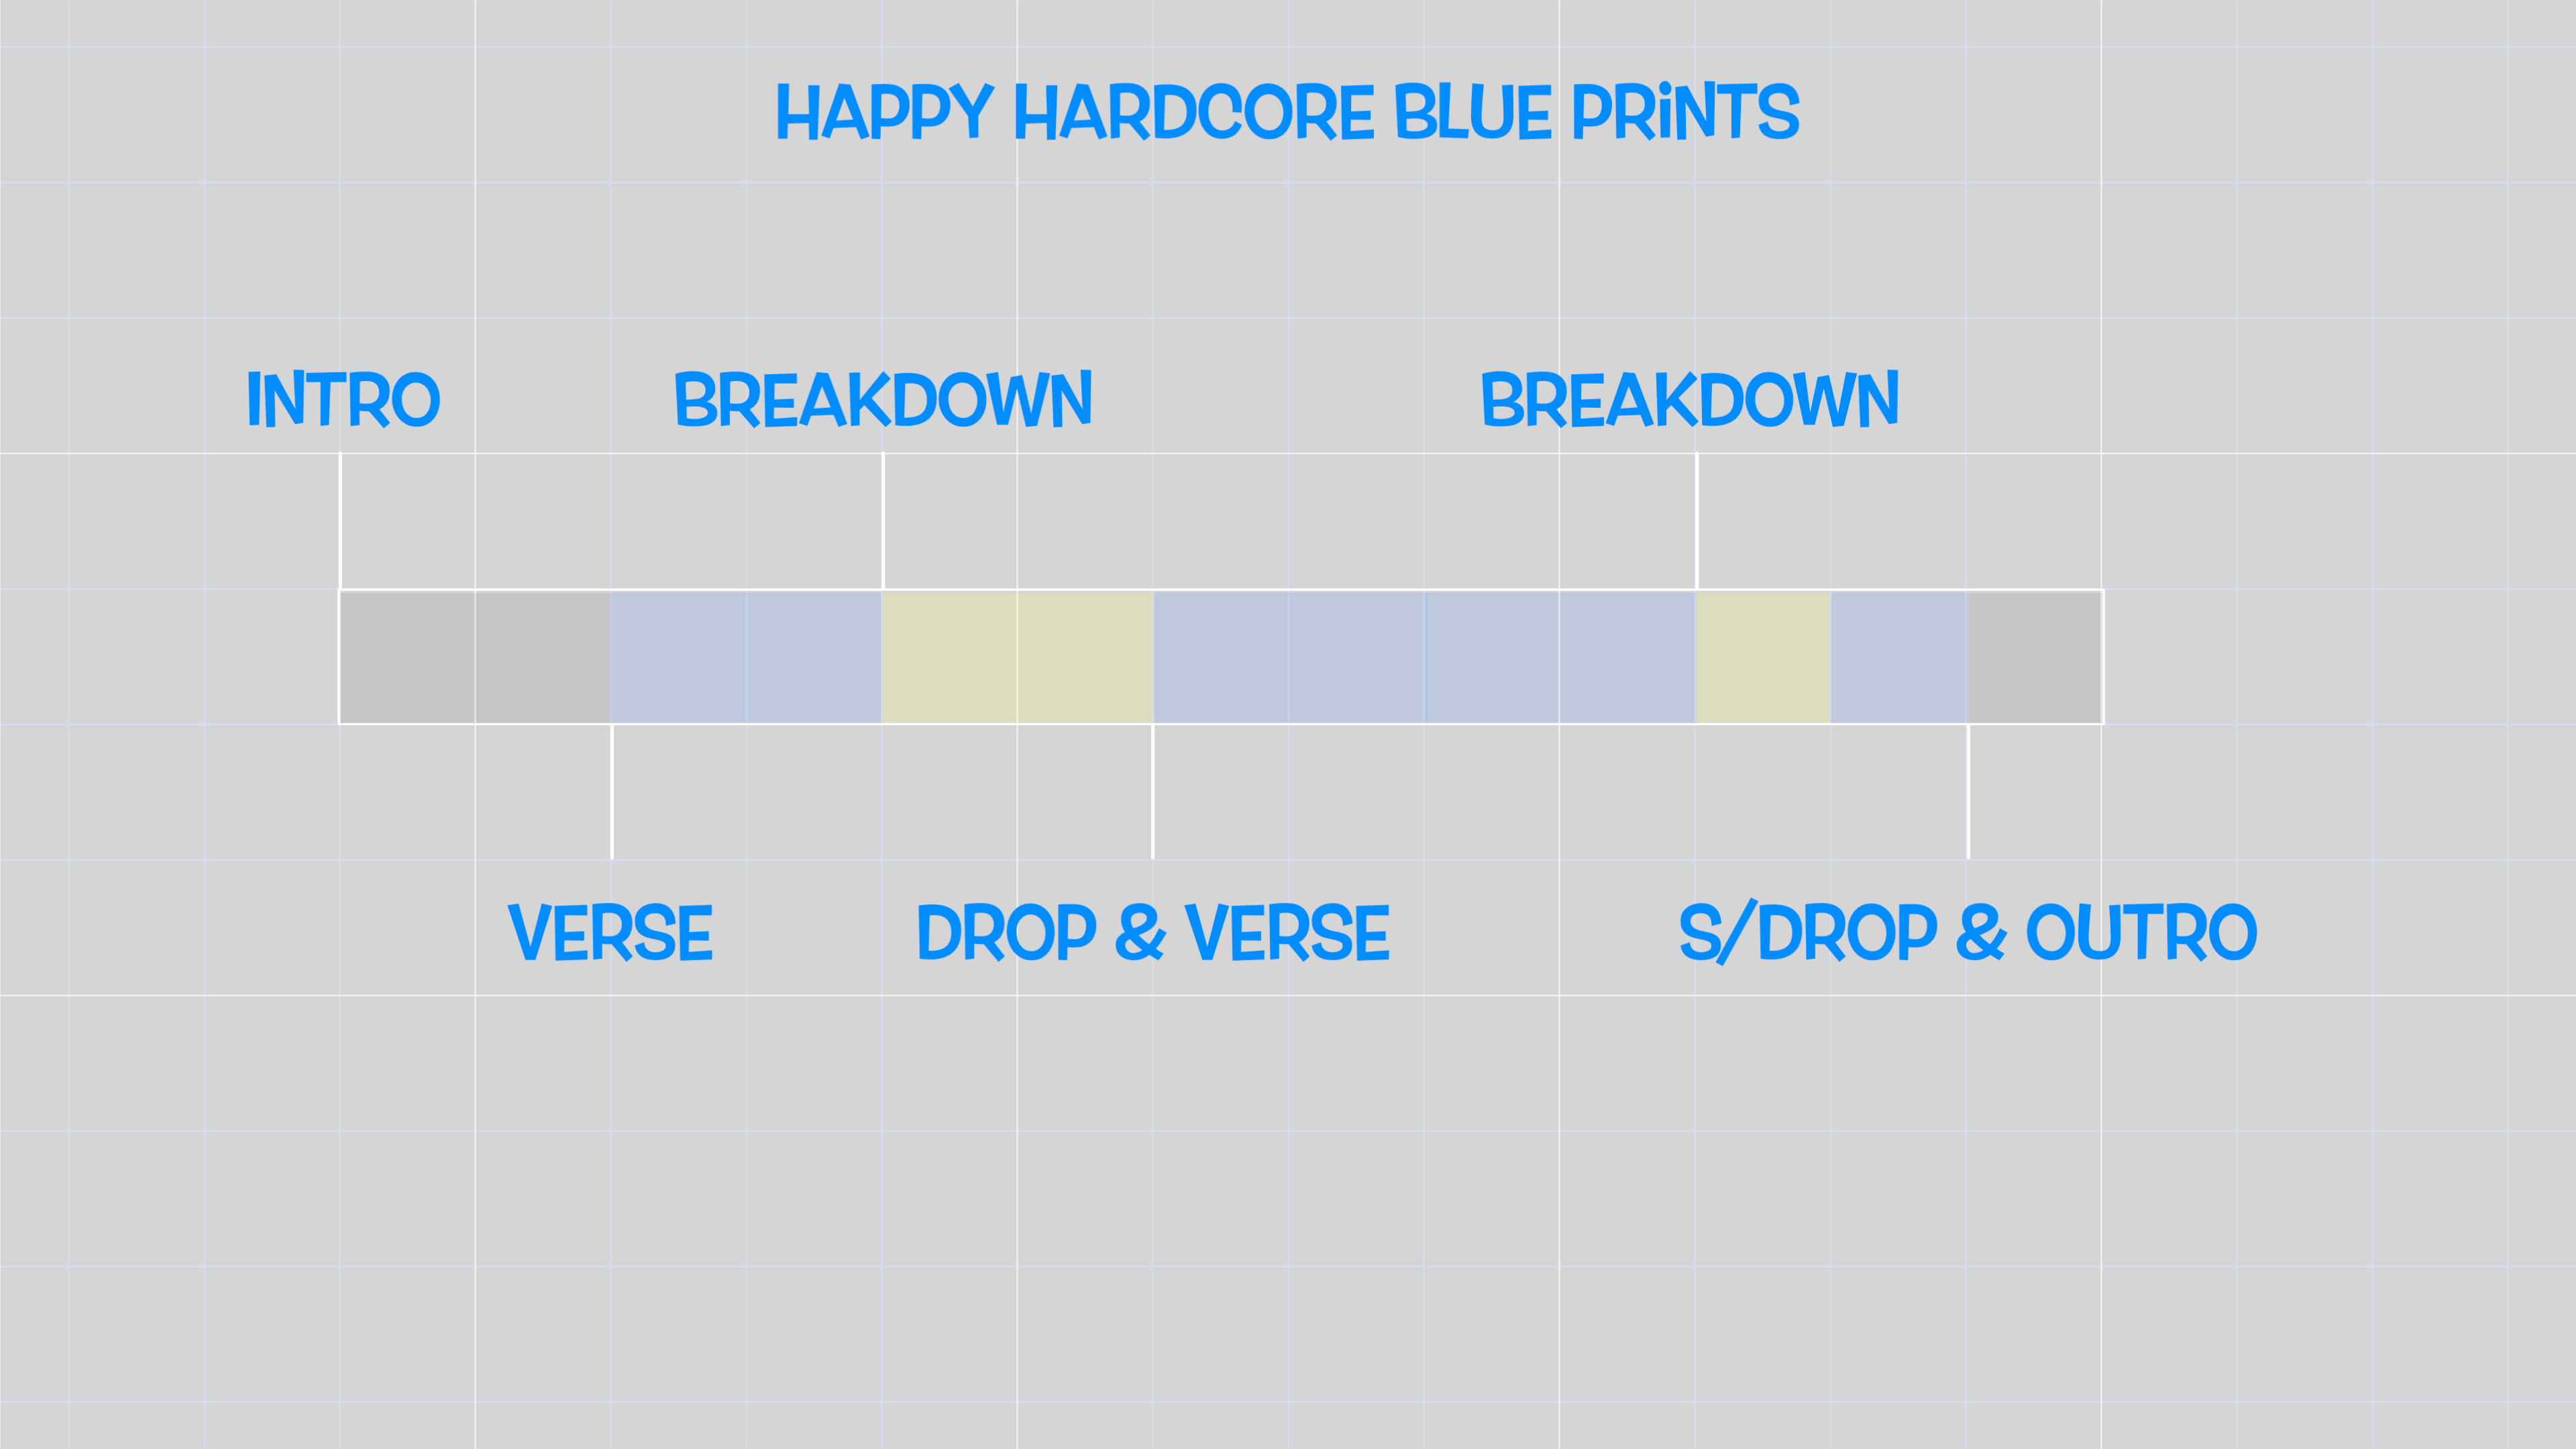 HAPPY HARDCORE BLUE PRiNTS
INTRO
BREAKDOWN
BREAKDOWN
VERSE
DROP & VERSE
S/DROP & OUTRO